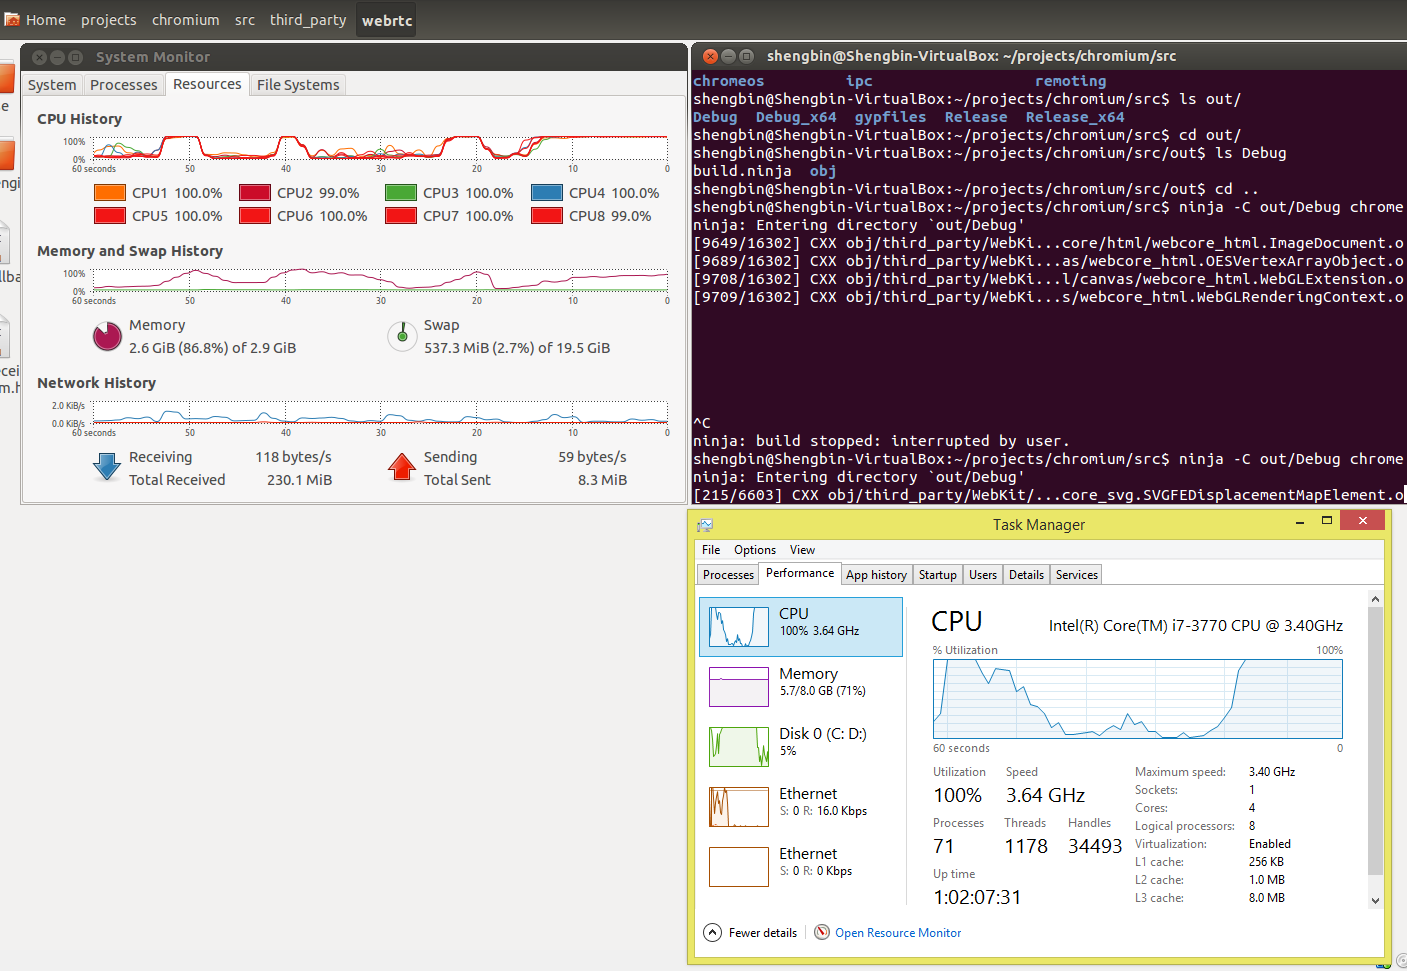 Home projects chromium src third_party webrtc
System Monitor
System Processes Resources File Systems
CPU History
100%
0%
60 seconds 50 40 30 20 10 0
CPU1 100.0% CPU2 99.0% CPU3 100.0% CPU4 100.0%
CPU5 100.0% CPU6 100.0% CPU7 100.0% CPU8 99.0%
Memory and Swap History
100%
0%
60 seconds 50 40 30 20 10 0
Memory
2.6 GiB (86.8%) of 2.9 GiB
Swap
537.3 MiB (2.7%) of 19.5 GiB
Network History
2.0 KiB/s
0.0 KiB/s
60 seconds 50 40 30 20 10 0
Receiving 118 bytes/s
Total Received 230.1 MiB
Sending 59 bytes/s
Total Sent 8.3 MiB
shengbin@Shengbin-VirtualBox: ~/projects/chromium/src
chromeos ipc remoting
shengbin@Shengbin-VirtualBox:~/projects/chromium/src$ ls out/
Debug Debug_x64 gypfiles Release Release_x64
shengbin@Shengbin-VirtualBox:~/projects/chromium/src$ cd out/
shengbin@Shengbin-VirtualBox:~/projects/chromium/src/out$ ls Debug
build.ninja obj
shengbin@Shengbin-VirtualBox:~/projects/chromium/src/out$ cd ..
shengbin@Shengbin-VirtualBox:~/projects/chromium/src$ ninja -C out/Debug chrome
ninja: Entering directory `out/Debug'
[9649/16302] CXX obj/third_party/WebKi...core/html/webcore_html.ImageDocument.o
[9689/16302] CXX obj/third_party/WebKi...as/webcore_html.OESVertexArrayObject.o
[9708/16302] CXX obj/third_party/WebKi...l/canvas/webcore_html.WebGLExtension.o
[9709/16302] CXX obj/third_party/WebKi...s/webcore_html.WebGLRenderingContext.o
^C
ninja: build stopped: interrupted by user.
shengbin@Shengbin-VirtualBox:~/projects/chromium/src$ ninja -C out/Debug chrome
ninja: Entering directory `out/Debug'
[215/6603] CXX obj/third_party/WebKit/...core_svg.SVGFEDisplacementMapElement.o
Task Manager
File Options View
Processes Performance App history Startup Users Details Services
CPU
100% 3.64 GHz
Memory
5.7/8.0 GB (71%)
Disk 0 (C: D:)
5%
Ethernet
S: 0 R: 16.0 Kbps
Ethernet
S: 0 R: 0 Kbps
CPU Intel(R) Core(TM) i7-3770 CPU @ 3.40GHz
% Utilization 100%
60 seconds 0
Utilization Speed
100% 3.64 GHz
Processes Threads Handles
71 1178 34493
Up time
1:02:07:31
Maximum speed: 3.40 GHz
Sockets: 1
Cores: 4
Logical processors: 8
Virtualization: Enabled
L1 cache: 256 KB
L2 cache: 1.0 MB
L3 cache: 8.0 MB
Fewer details Open Resource Monitor